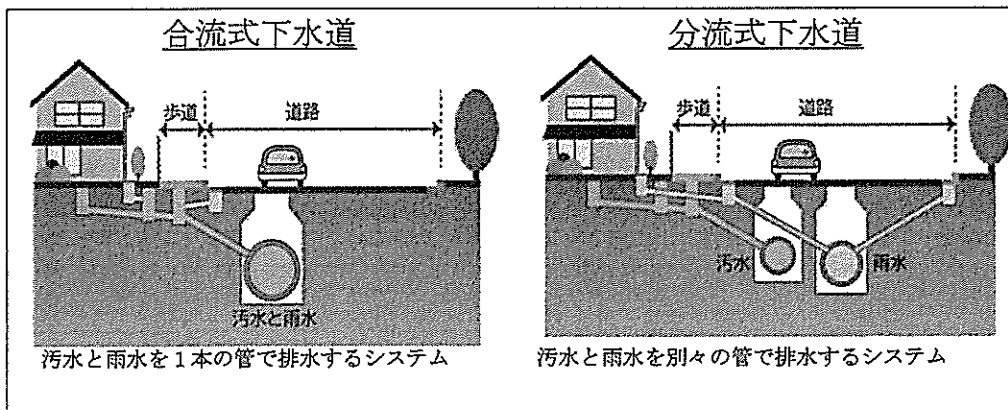 合流式下水道
歩道
道路
汚水と雨水
汚水と雨水を1本の管で排水するシステム
分流式下水道
歩道
道路
汚水
雨水
汚水と雨水を別々の管で排水するシステム